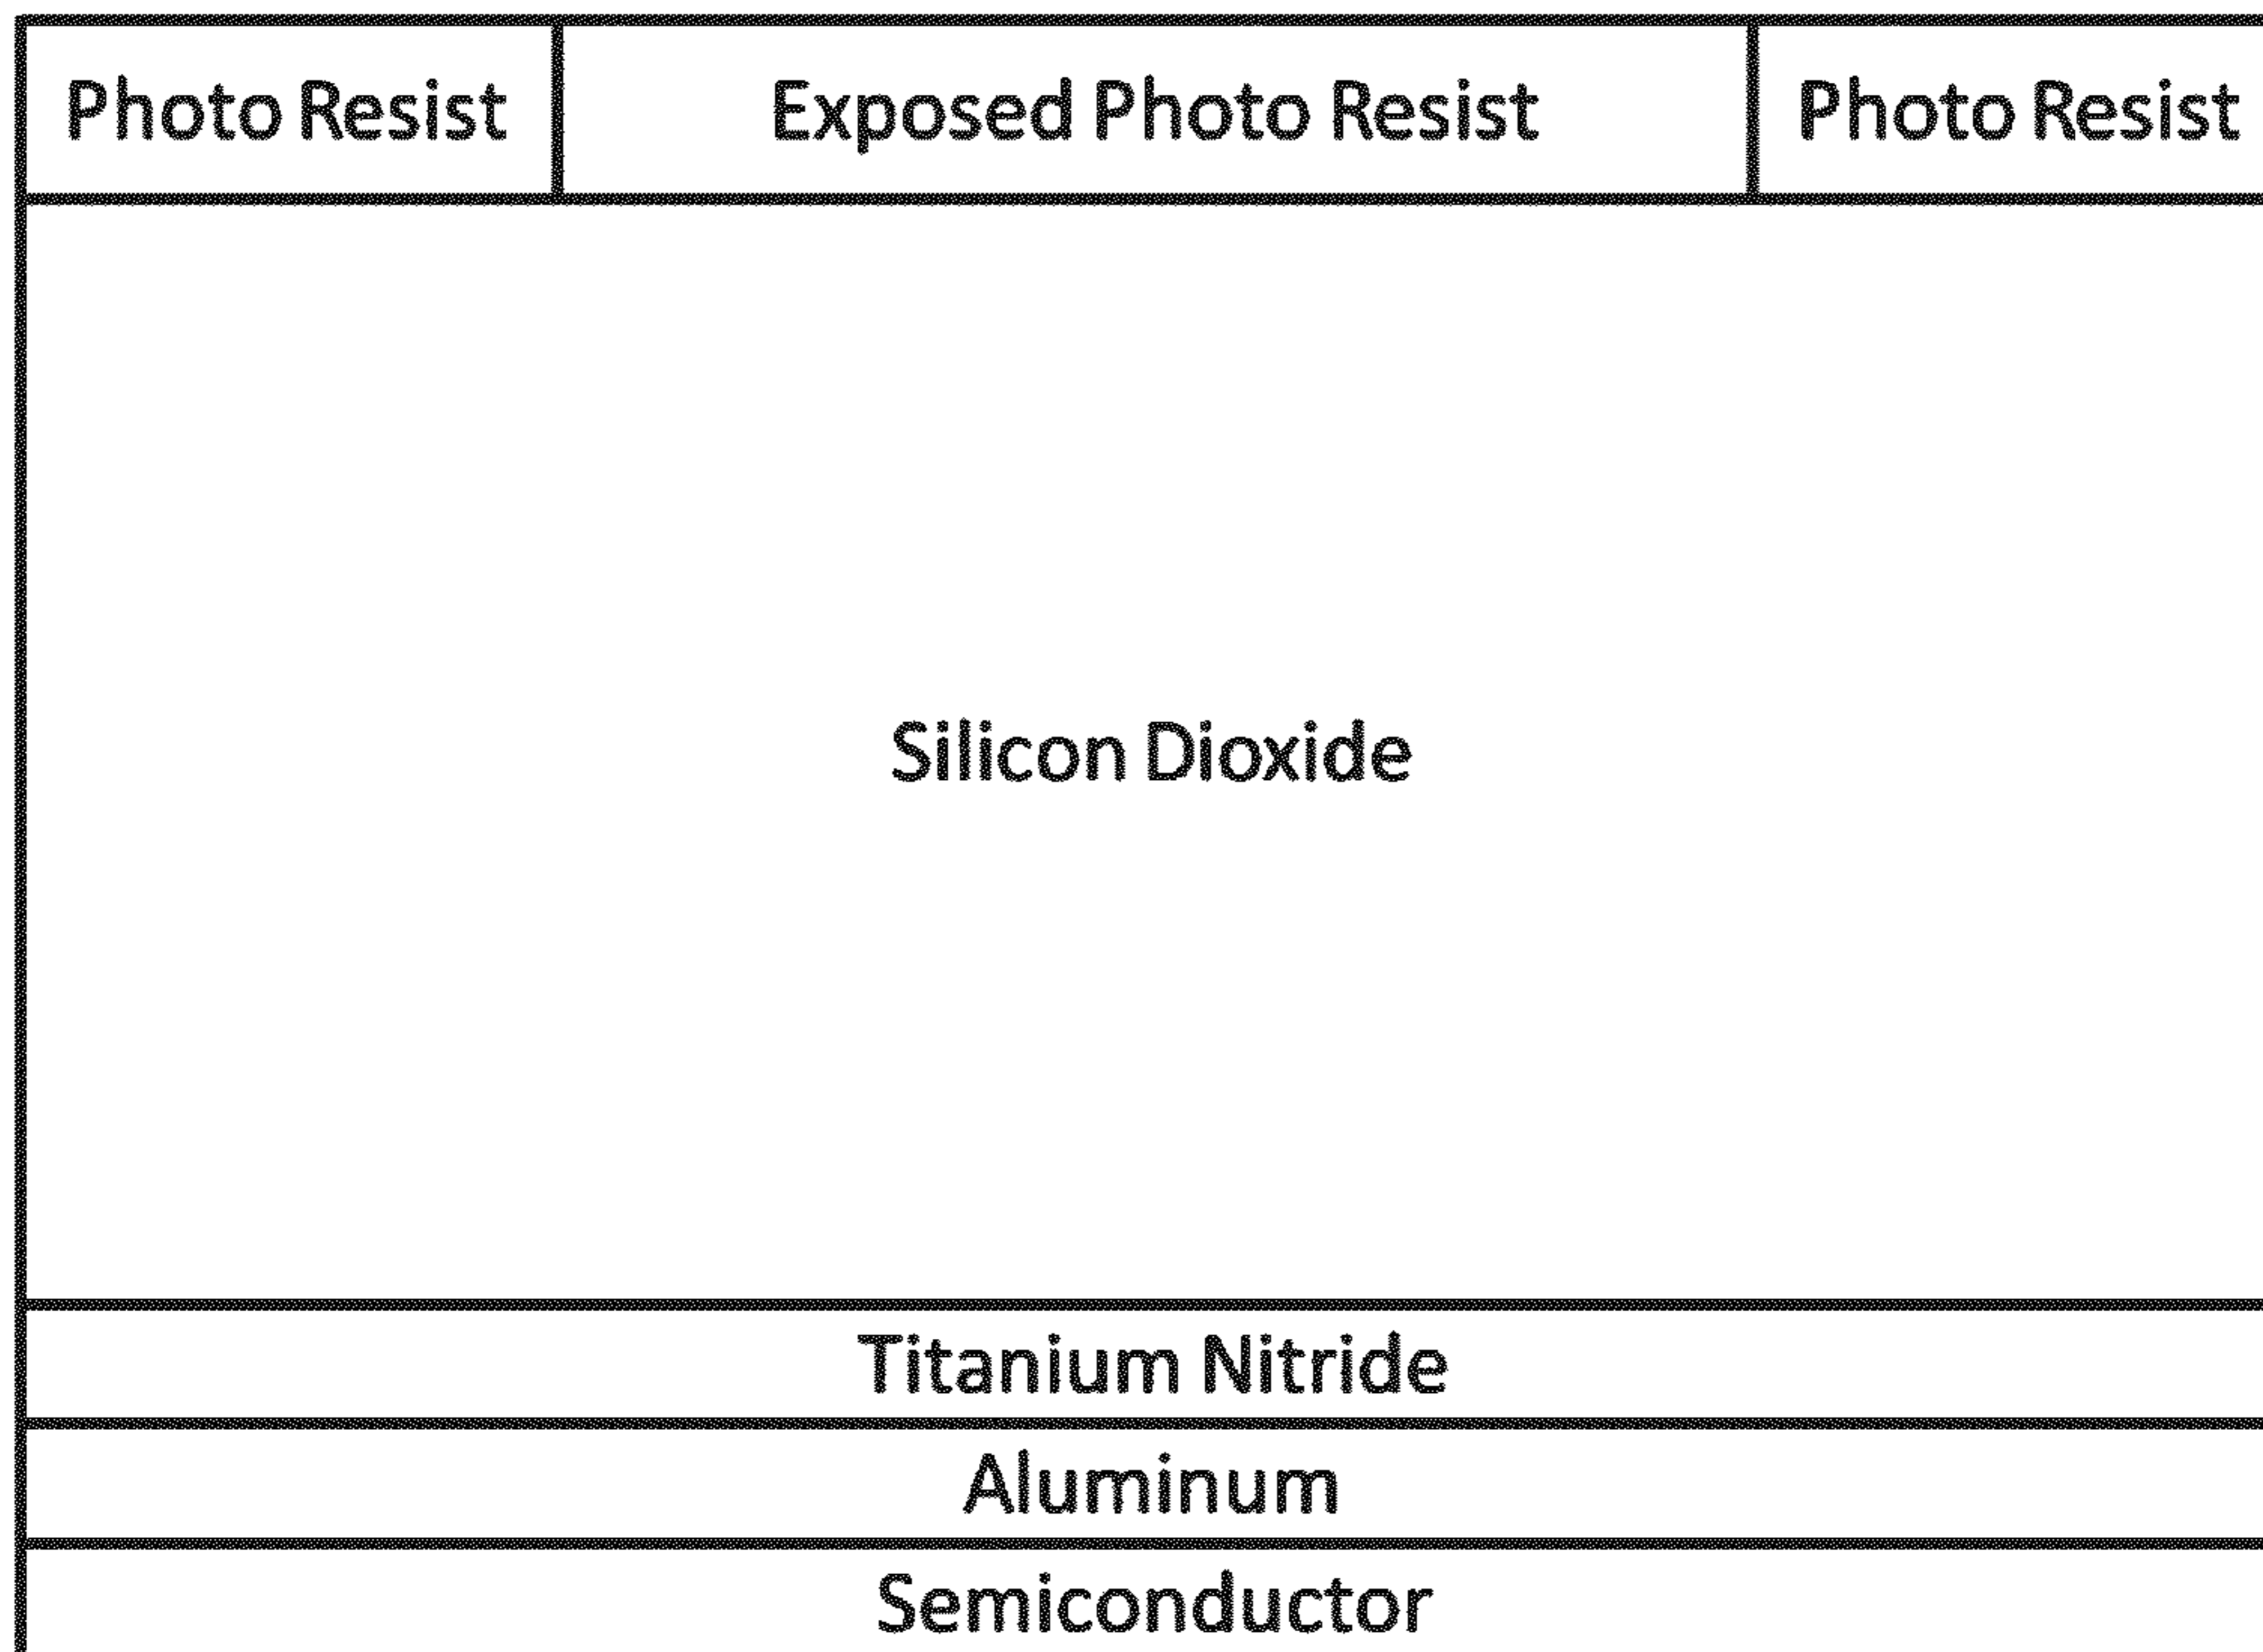 Photo Resist
Exposed Photo Resist
Photo Resist
Silicon Dioxide
Titanium Nitride
Aluminum
Semiconductor